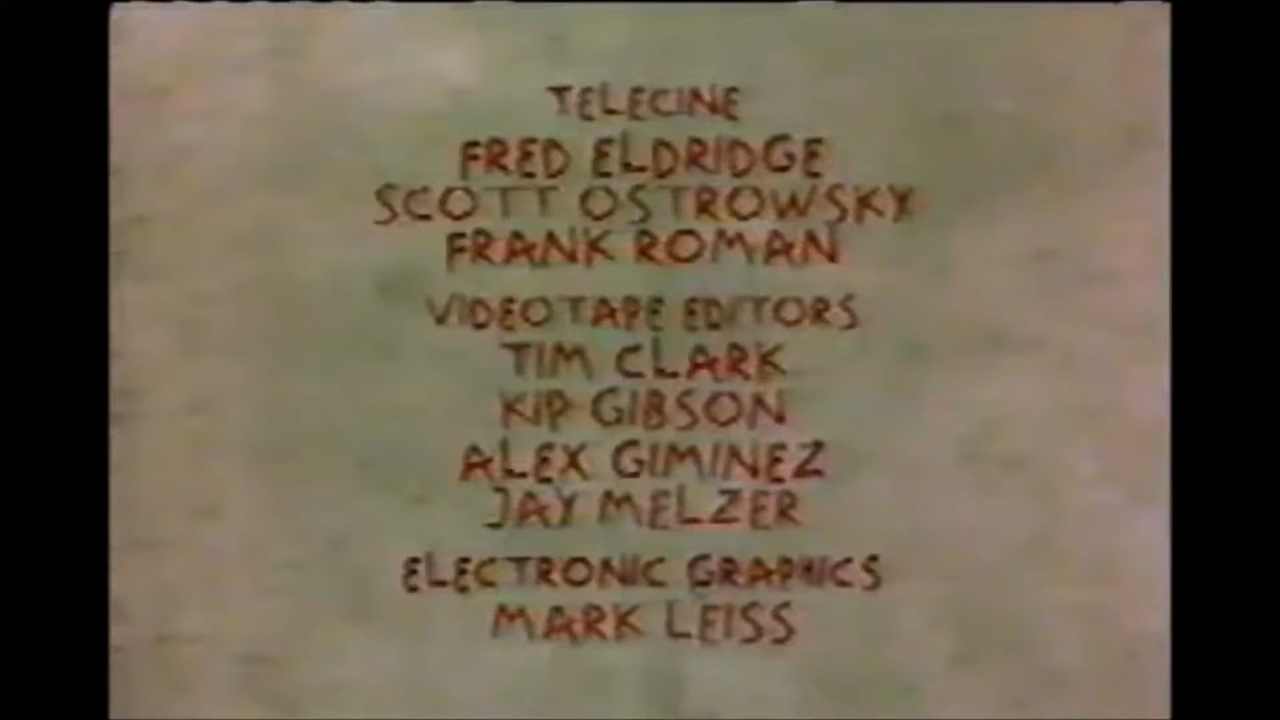 TELECINE
FRED ELDRIDGE
SCOTT OSTROWSKY
FRANK ROMAN
VIDEOTAPE EDITORS
TIM CLARK
KIP GIBSON
ALEX GIMINEZ
JAY MELZER
ELECTRONIC GRAPHICS
MARK LEISS